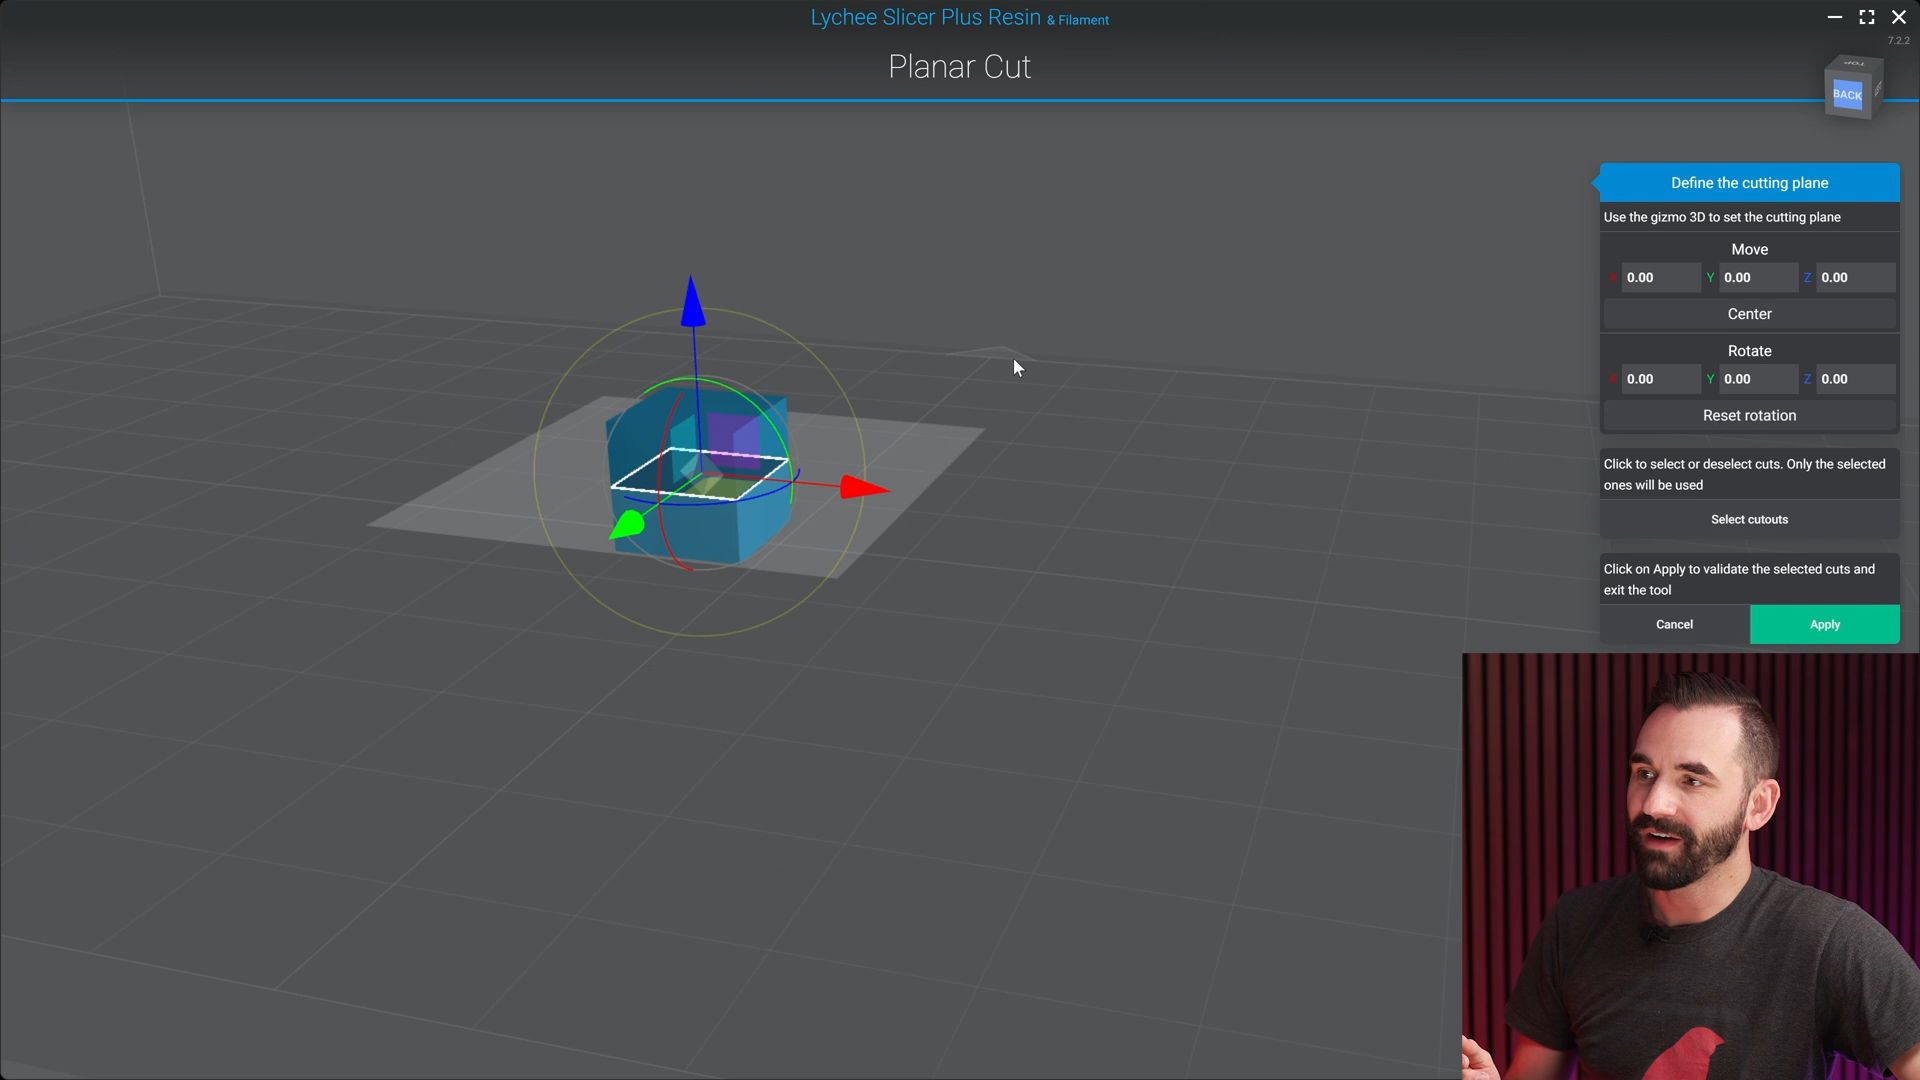 Lychee Slicer Plus Resin & Filament
7.2.2
Planar Cut
TOP
BACK
Define the cutting plane
Use the gizmo 3D to set the cutting plane
Move
X 0.00 Y 0.00 Z 0.00
Center
Rotate
X 0.00 Y 0.00 Z 0.00
Reset rotation
Click to select or deselect cuts. Only the selected
ones will be used
Select cutouts
Click on Apply to validate the selected cuts and
exit the tool
Cancel Apply